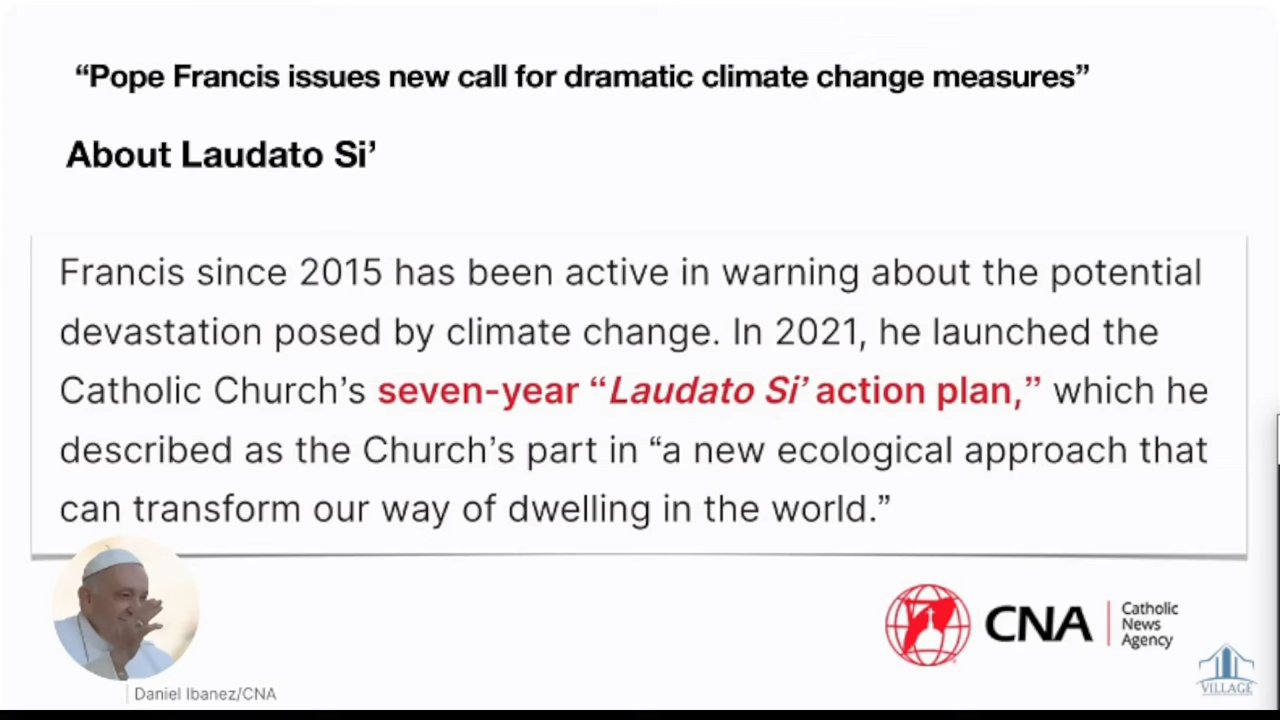 “Pope Francis issues new call for dramatic climate change measures”
About Laudato Si’
Francis since 2015 has been active in warning about the potential
devastation posed by climate change. In 2021, he launched the
Catholic Church’s seven-year “Laudato Si’ action plan,” which he
described as the Church’s part in “a new ecological approach that
can transform our way of dwelling in the world.”
CNA
Catholic
News
Agency
VILLAGE
Daniel Ibanez/CNA